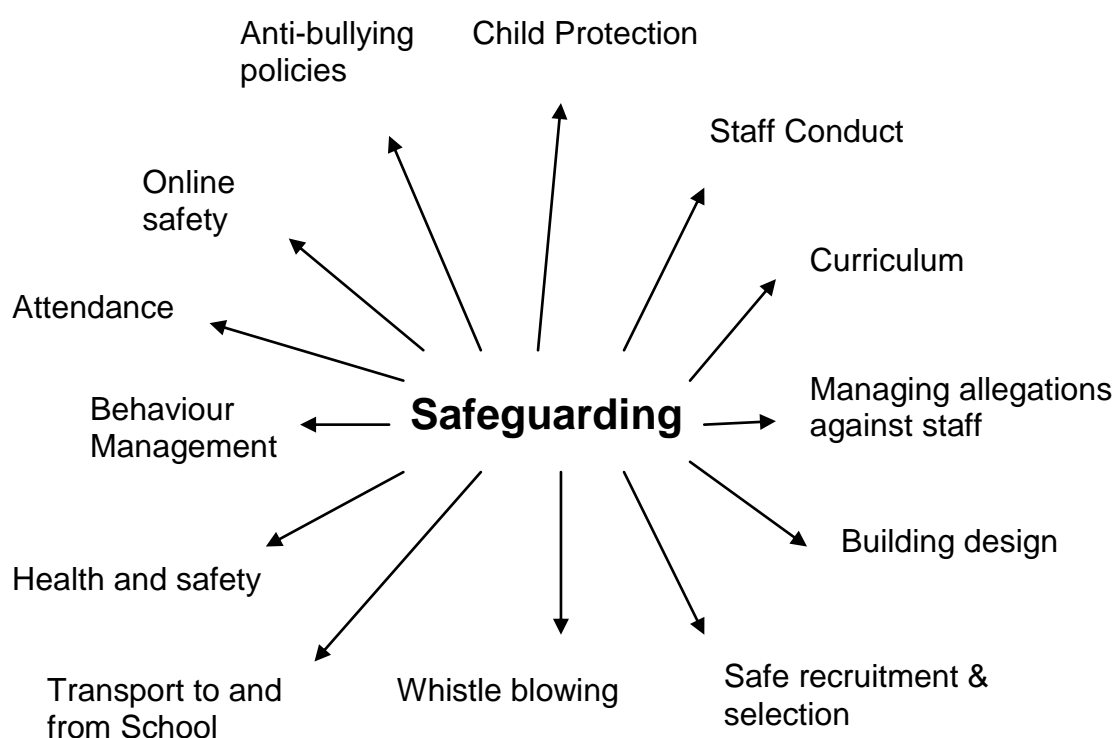 Anti-bullying
policies
Child Protection
Staff Conduct
Online
safety
Curriculum
Attendance
Managing allegations
against staff
Behaviour
Management
Safeguarding
Building design
Health and safety
Transport to and
from School
Whistle blowing
Safe recruitment &
selection